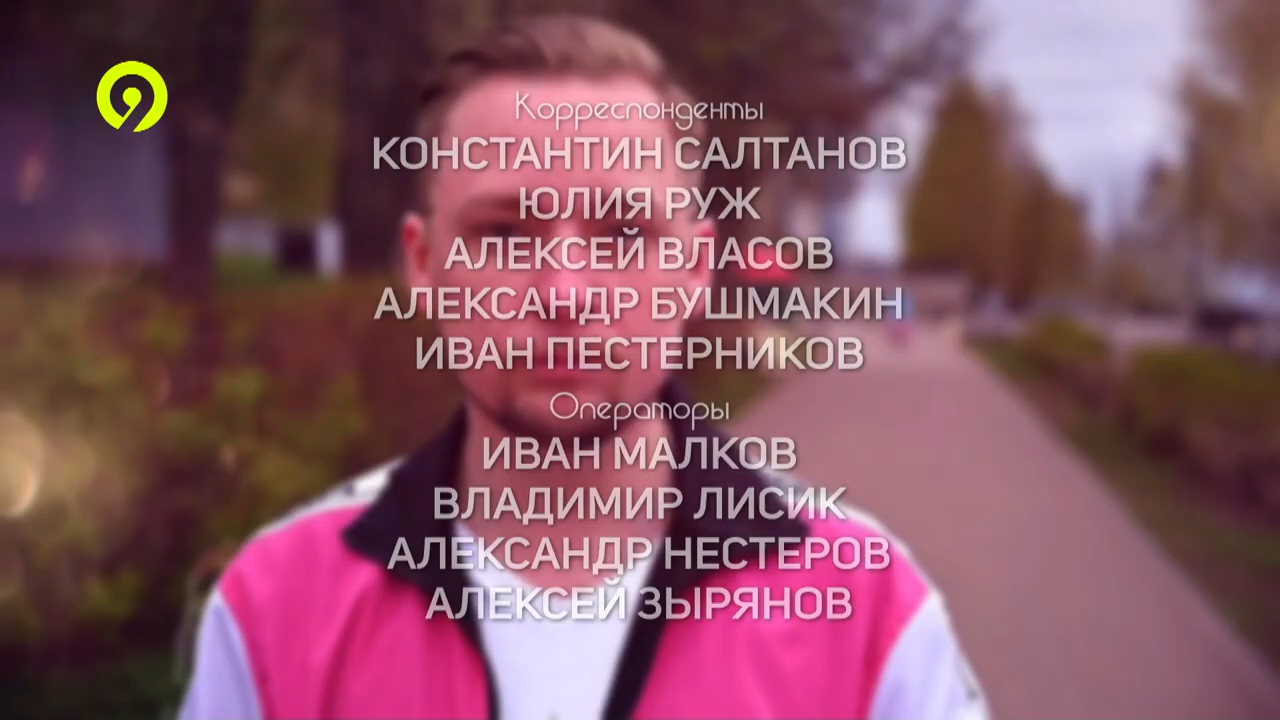 Корреспонденты
КОНСТАНТИН САЛТАНОВ
ЮЛИЯ РУЖ
АЛЕКСЕЙ ВЛАСОВ
АЛЕКСАНДР БУШМАКИН
ИВАН ПЕСТЕРНИКОВ
Операторы
ИВАН МАЛКОВ
ВЛАДИМИР ЛИСИК
АЛЕКСАНДР НЕСТЕРОВ
АЛЕКСЕЙ ЗЫРЯНОВ